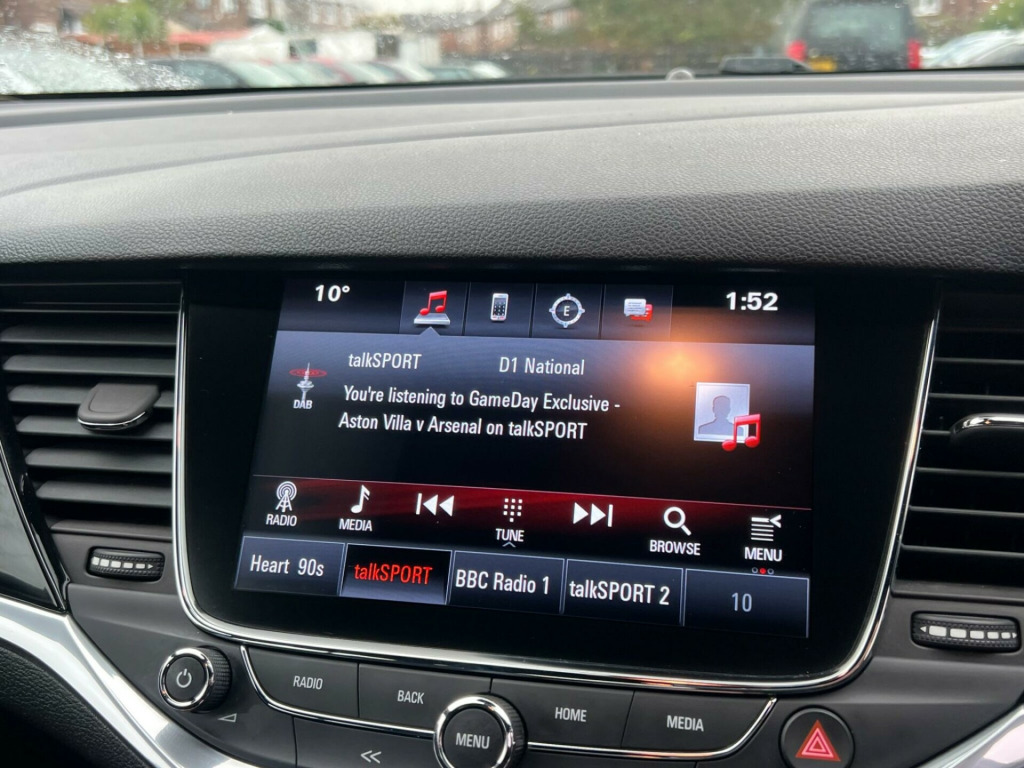 10°
E
1:52
talkSPORT
D1 National
DAB
You're listening to GameDay Exclusive -
Aston Villa v Arsenal on talkSPORT
RADIO
MEDIA
TUNE
BROWSE
MENU
Heart 90s
talkSPORT
BBC Radio 1
talkSPORT 2
10
RADIO
BACK
MENU
HOME
MEDIA